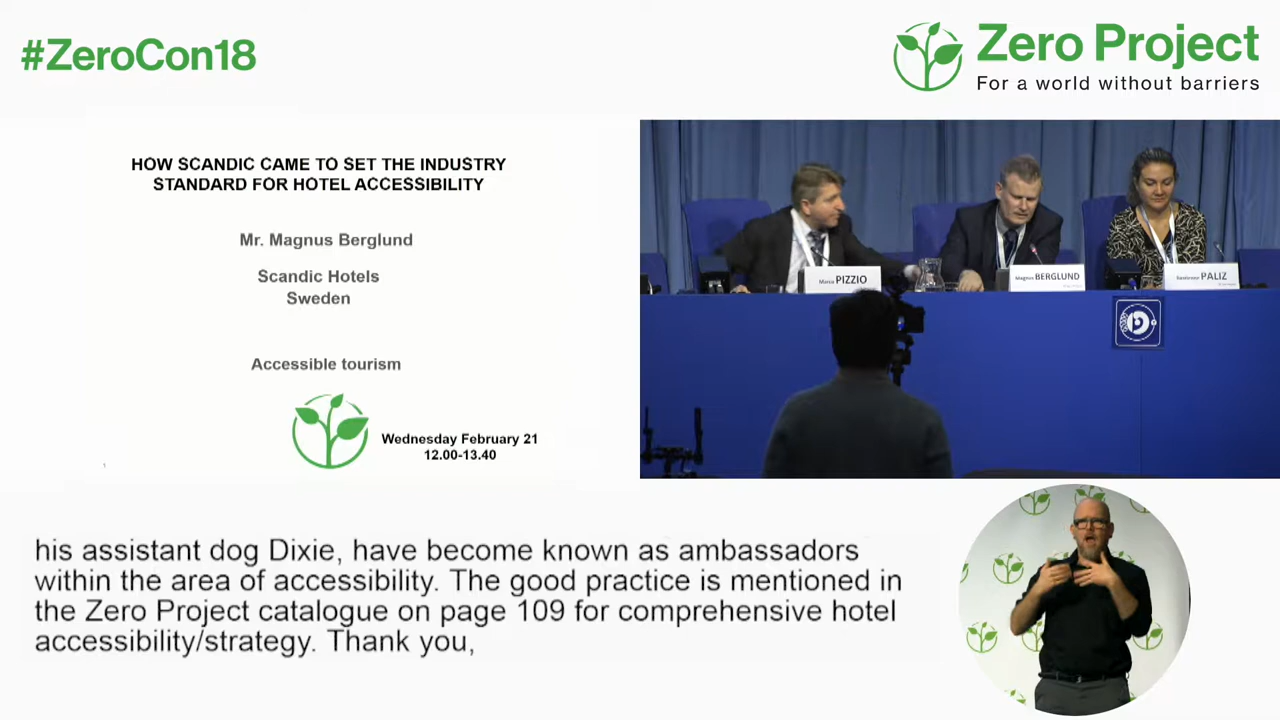 #ZeroCon18
Zero Project
For a world without barriers
HOW SCANDIC CAME TO SET THE INDUSTRY
STANDARD FOR HOTEL ACCESSIBILITY
Mr. Magnus Berglund
Scandic Hotels
Sweden
Accessible tourism
Wednesday February 21
12.00-13.40
1
PIZZIO
Magnus BERGLUND
PALIZ
his assistant dog Dixie, have become known as ambassadors
within the area of accessibility. The good practice is mentioned in
the Zero Project catalogue on page 109 for comprehensive hotel
accessibility/strategy. Thank you,